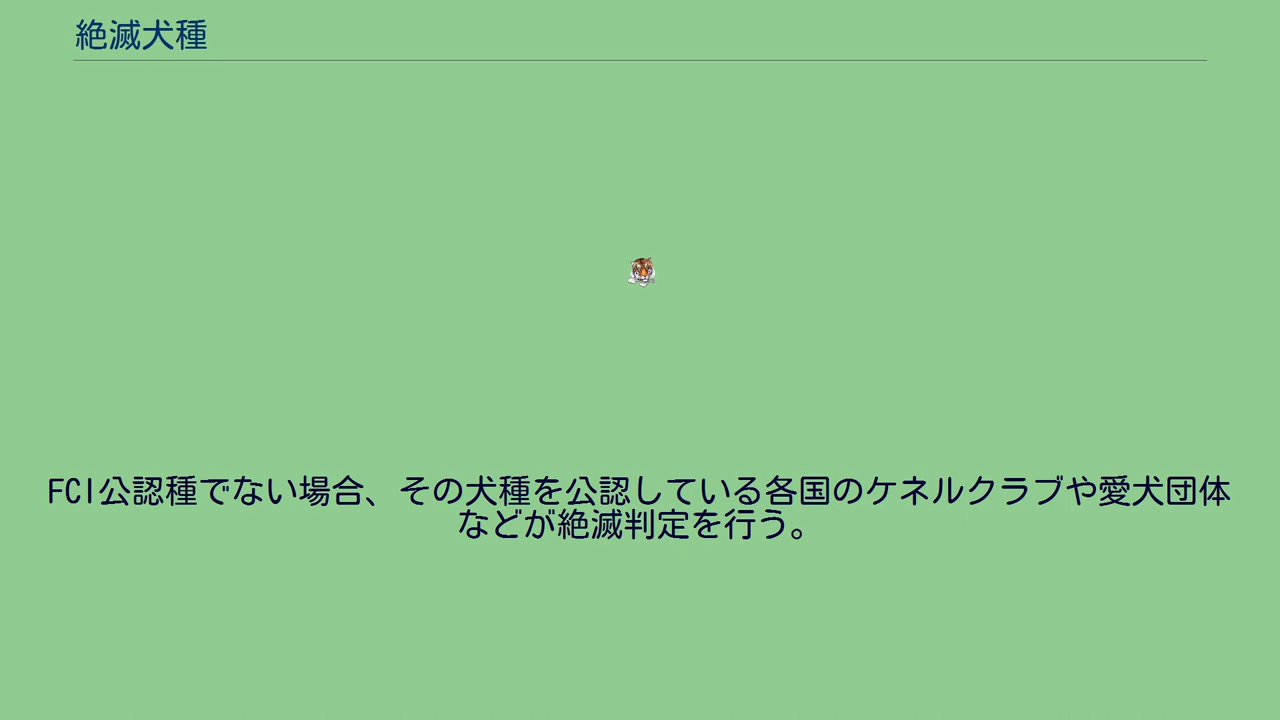 絶滅犬種
FCI公認種でない場合、その犬種を公認している各国のケネルクラブや愛犬団体
などが絶滅判定を行う。